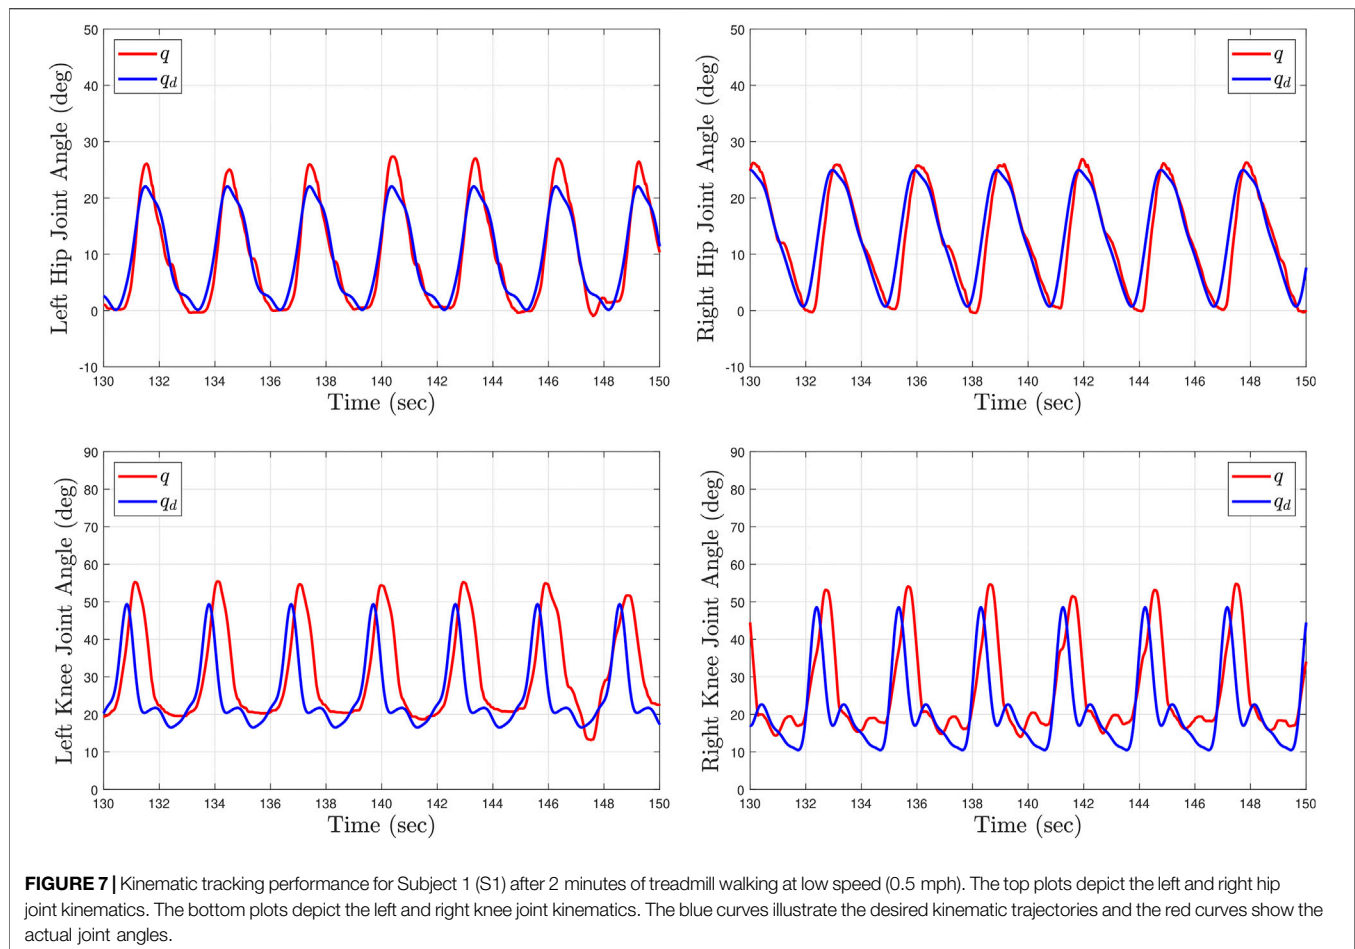 50
40
30
20
10
0
-10
Left Hip Joint Angle (deg)
q
q_d
130 132 134 136 138 140 142 144 146 148 150
Time (sec)
50
40
30
20
10
0
-10
Right Hip Joint Angle (deg)
q
q_d
130 132 134 136 138 140 142 144 146 148 150
Time (sec)
90
80
70
60
50
40
30
20
10
0
Left Knee Joint Angle (deg)
q
q_d
130 132 134 136 138 140 142 144 146 148 150
Time (sec)
90
80
70
60
50
40
30
20
10
0
Right Knee Joint Angle (deg)
q
q_d
130 132 134 136 138 140 142 144 146 148 150
Time (sec)
FIGURE 7 | Kinematic tracking performance for Subject 1 (S1) after 2 minutes of treadmill walking at low speed (0.5 mph). The top plots depict the left and right hip
joint kinematics. The bottom plots depict the left and right knee joint kinematics. The blue curves illustrate the desired kinematic trajectories and the red curves show the
actual joint angles.